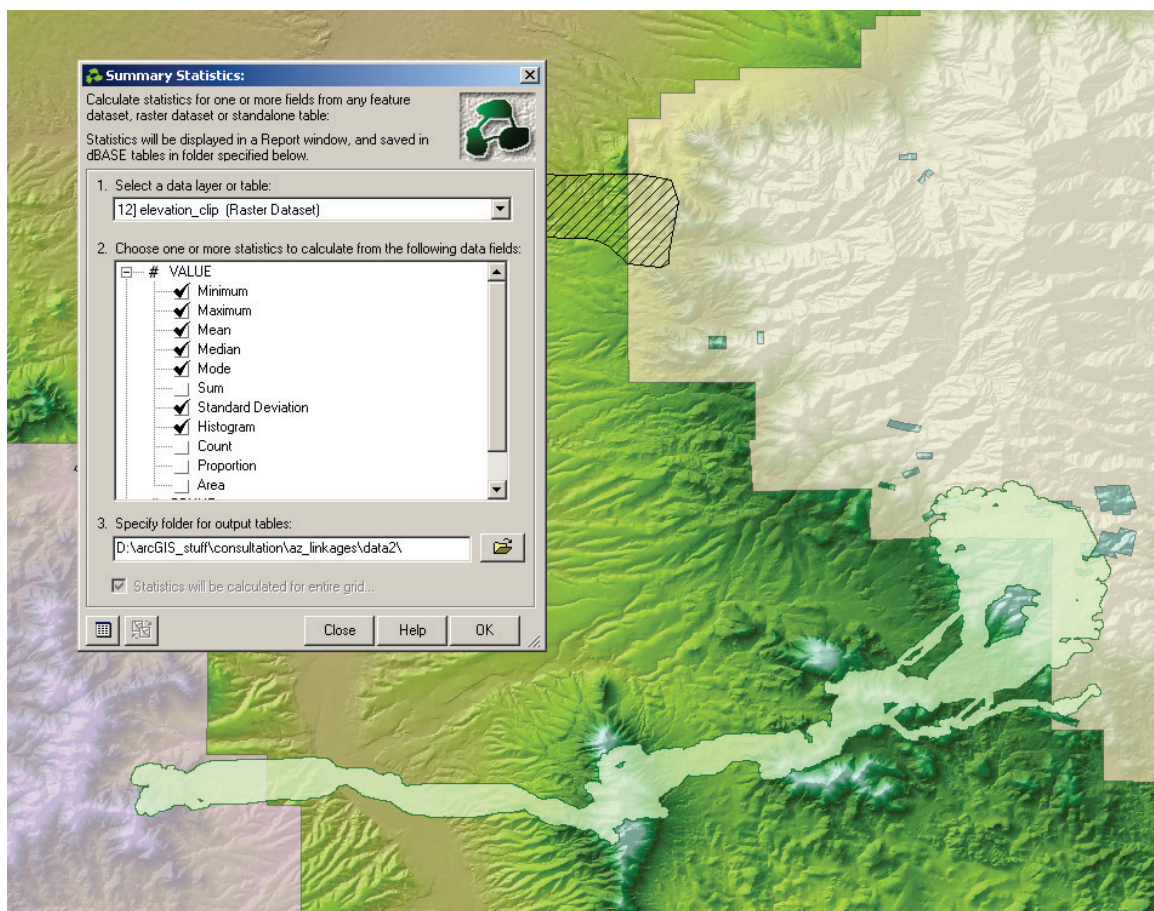 Summary Statistics:
Calculate statistics for one or more fields from any feature
dataset, raster dataset or standalone table:
Statistics will be displayed in a Report window, and saved in
dBASE tables in folder specified below.
1. Select a data layer or table:
12] elevation_clip (Raster Dataset)
2. Choose one or more statistics to calculate from the following data fields:
# VALUE
Minimum
Maximum
Mean
Median
Mode
Sum
Standard Deviation
Histogram
Count
Proportion
Area
3. Specify folder for output tables:
D:\arcGIS_stuff\consultation\az_linkages\data2\
Statistics will be calculated for entire grid...
Close Help OK